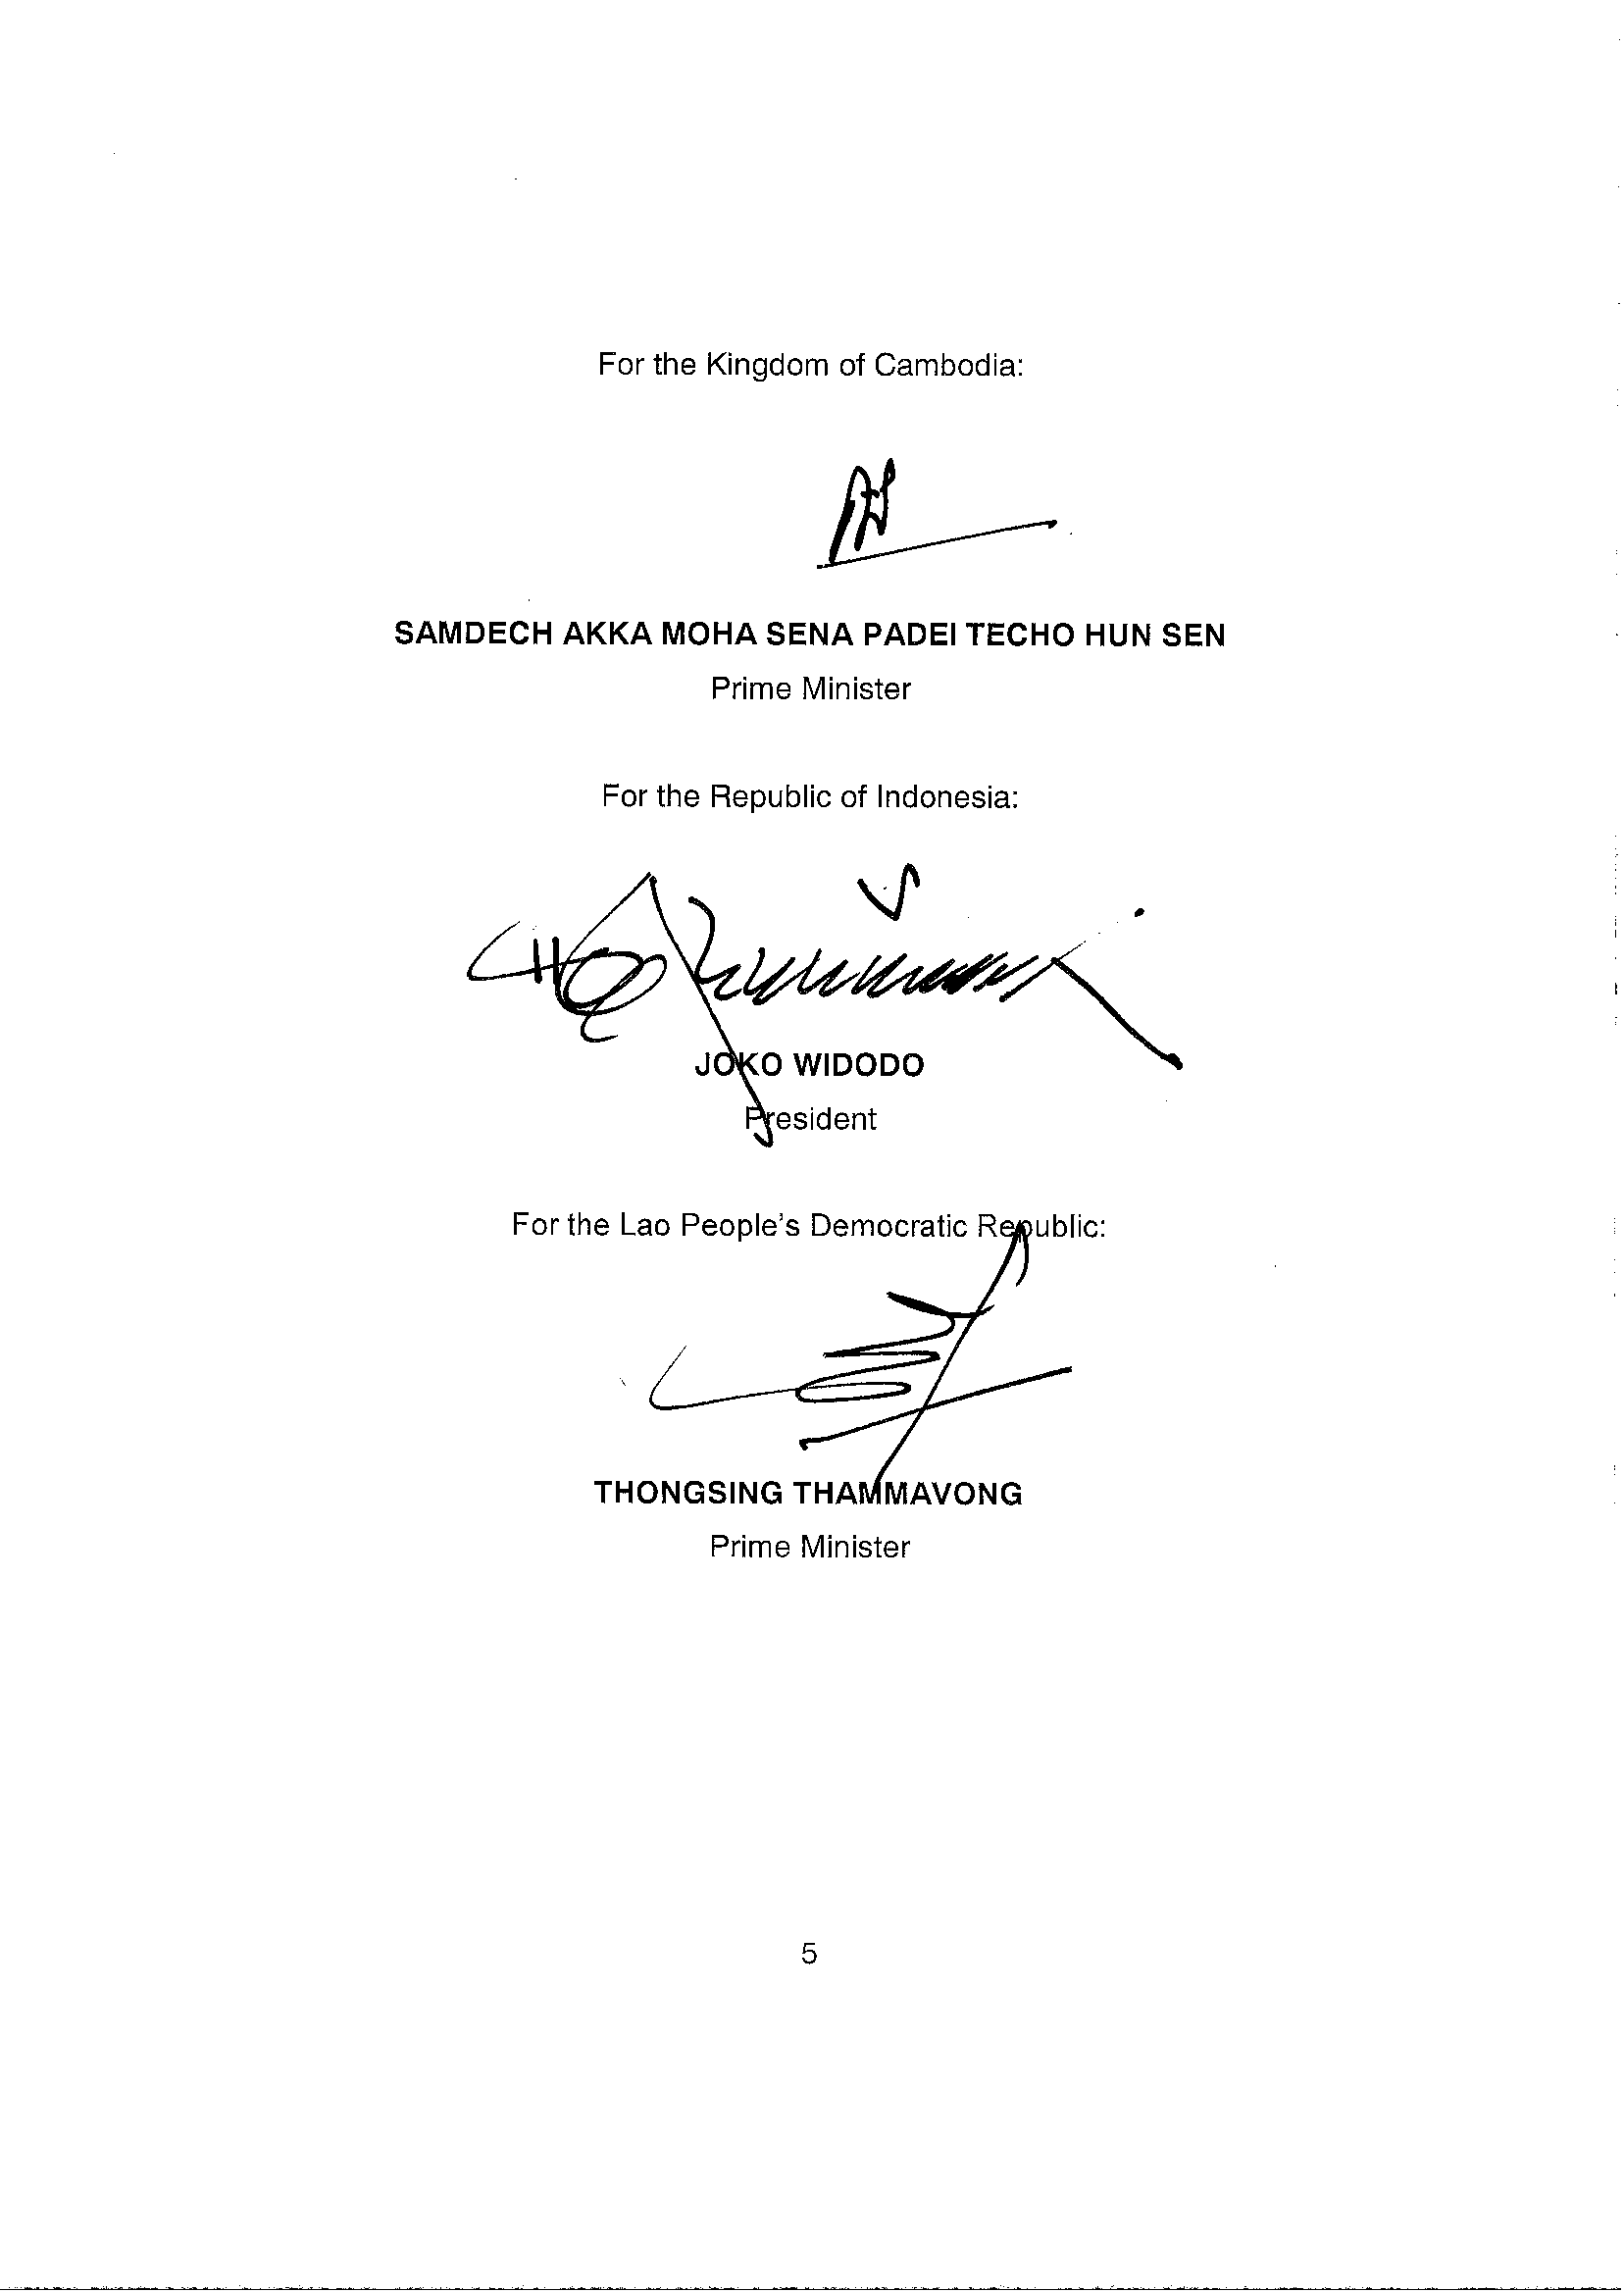 For the Kingdom of Cambodia:
SAMDECH AKKA MOHA SENA PADEI TECHO HUN SEN
Prime Minister
For the Republic of Indonesia:
JOKO WIDODO
President
For the Lao People's Democratic Republic:
THONGSING THAMMAVONG
Prime Minister
5